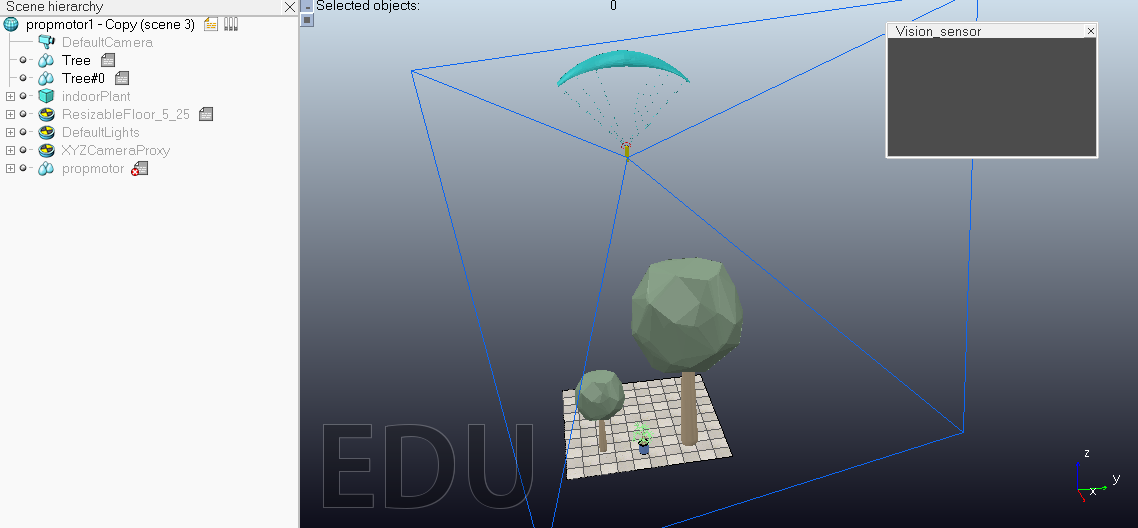 Scene hierarchy
propmotor1 - Copy (scene 3)
DefaultCamera
Tree
Tree#0
indoorPlant
ResizableFloor_5_25
DefaultLights
XYZCameraProxy
propmotor
Selected objects: 0
Vision_sensor
EDU
z
y
x